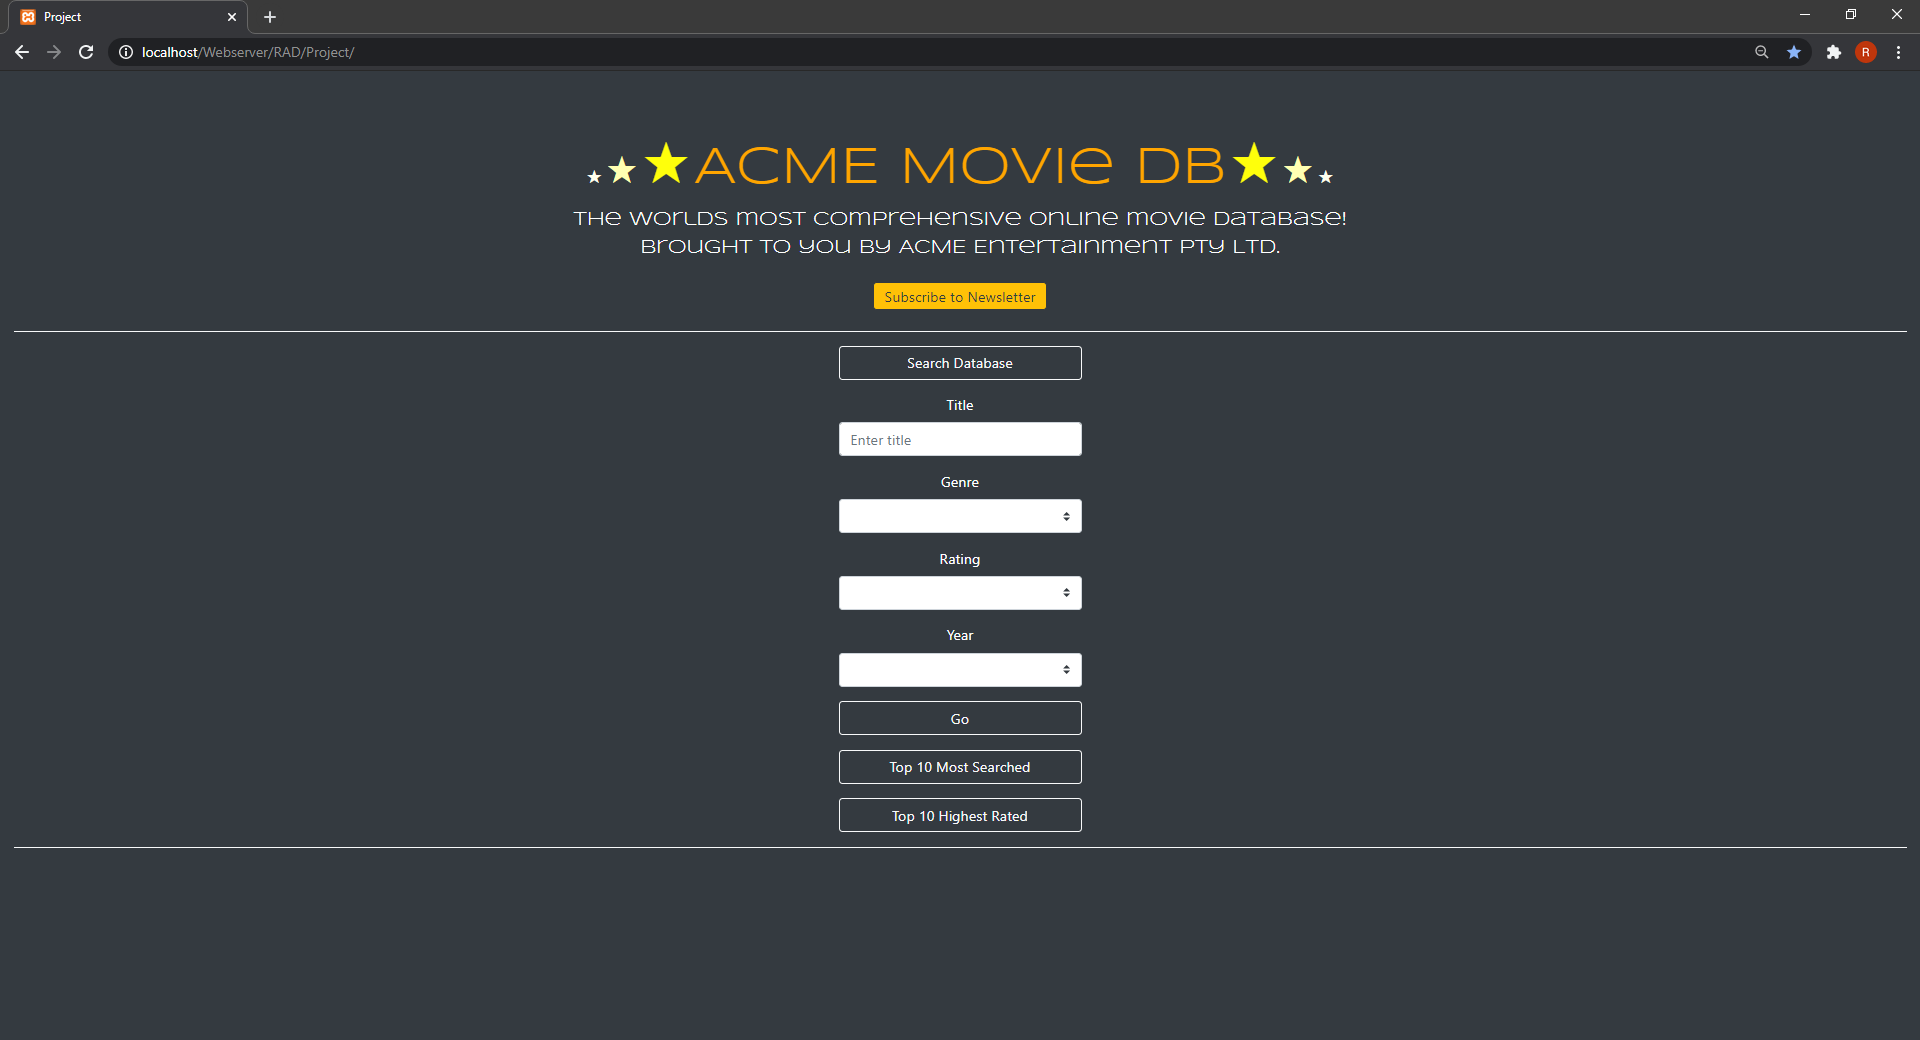 Project
localhost/Webserver/RAD/Project/
R
ACME MOVIE DB
THE WORLDS MOST COMPREHENSIVE ONLINE MOVIE DATABASE!
BROUGHT TO YOU BY ACME ENTERTAINMENT PTY LTD.
Subscribe to Newsletter
Search Database
Title
Enter title
Genre
Rating
Year
Go
Top 10 Most Searched
Top 10 Highest Rated